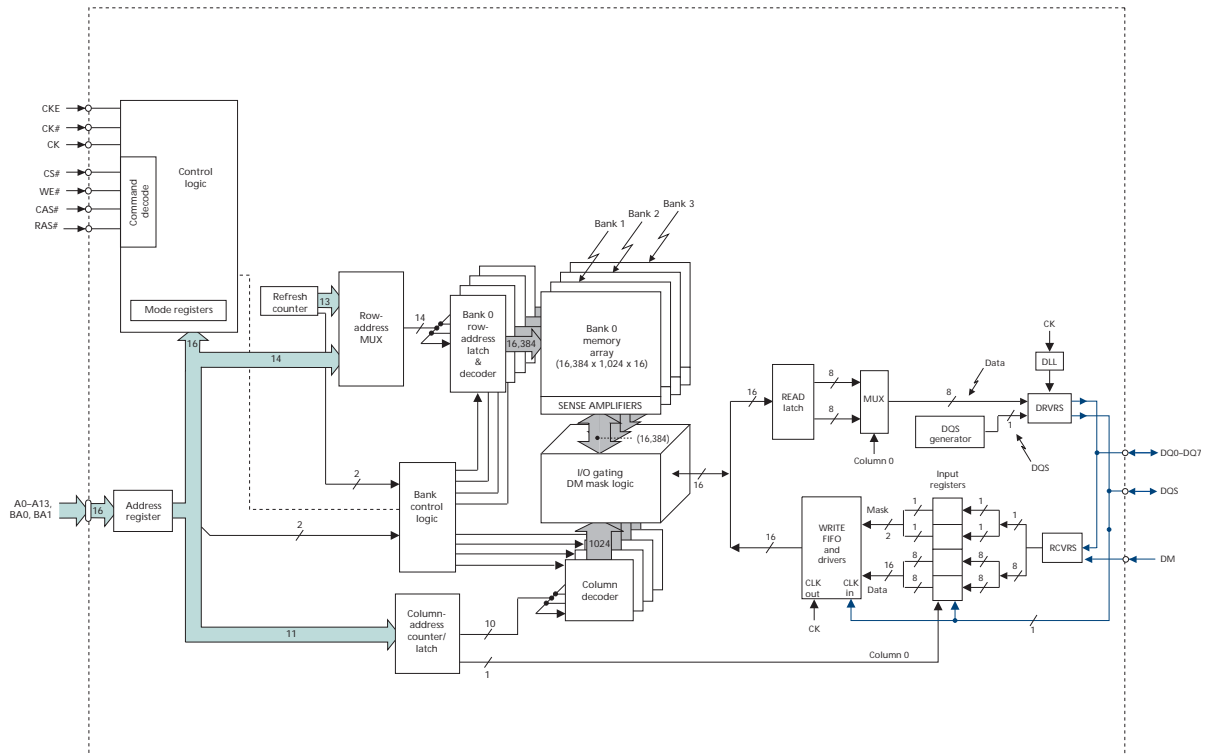 CKE
CK#
CK
CS#
WE#
CAS#
RAS#
Command
decode
Control
logic
Mode registers
16
Refresh
counter
13
Row-
address
MUX
14
14
Bank 0
row-
address
latch
&
decoder
16,384
Bank 1
Bank 2
Bank 3
Bank 0
memory
array
(16,384 x 1,024 x 16)
SENSE AMPLIFIERS
(16,384)
I/O gating
DM mask logic
16
2
2
Bank
control
logic
1024
Column
decoder
A0–A13,
BA0, BA1
16
Address
register
11
Column-
address
counter/
latch
10
1
Column 0
16
READ
latch
8
8
MUX
Column 0
8
Data
DQS
generator
1
DQS
CK
DLL
DRVRS
DQ0–DQ7
DQS
DM
RCVRS
Input
registers
1
1
8
8
1
1
8
8
1
8
Mask
2
16
Data
WRITE
FIFO
and
drivers
CLK
out
CLK
in
CK
16
1